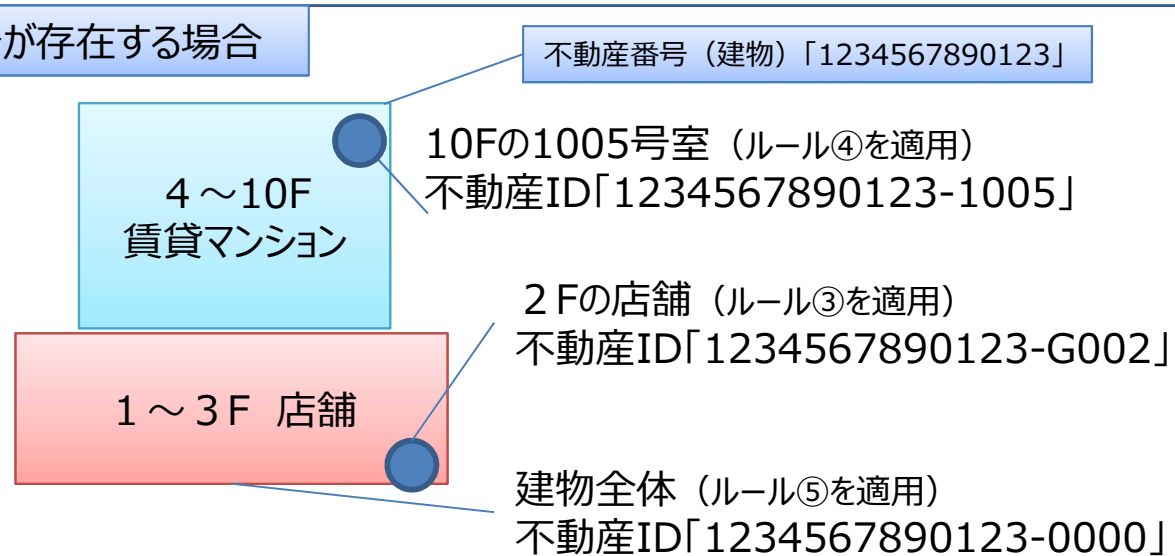 が存在する場合
不動産番号（建物）「1234567890123」
10Fの1005号室（ルール④を適用）
不動産ID「1234567890123-1005」
４～10F
賃貸マンション
２Fの店舗（ルール③を適用）
不動産ID「1234567890123-G002」
１～３F 店舗
建物全体（ルール⑤を適用）
不動産ID「1234567890123-0000」